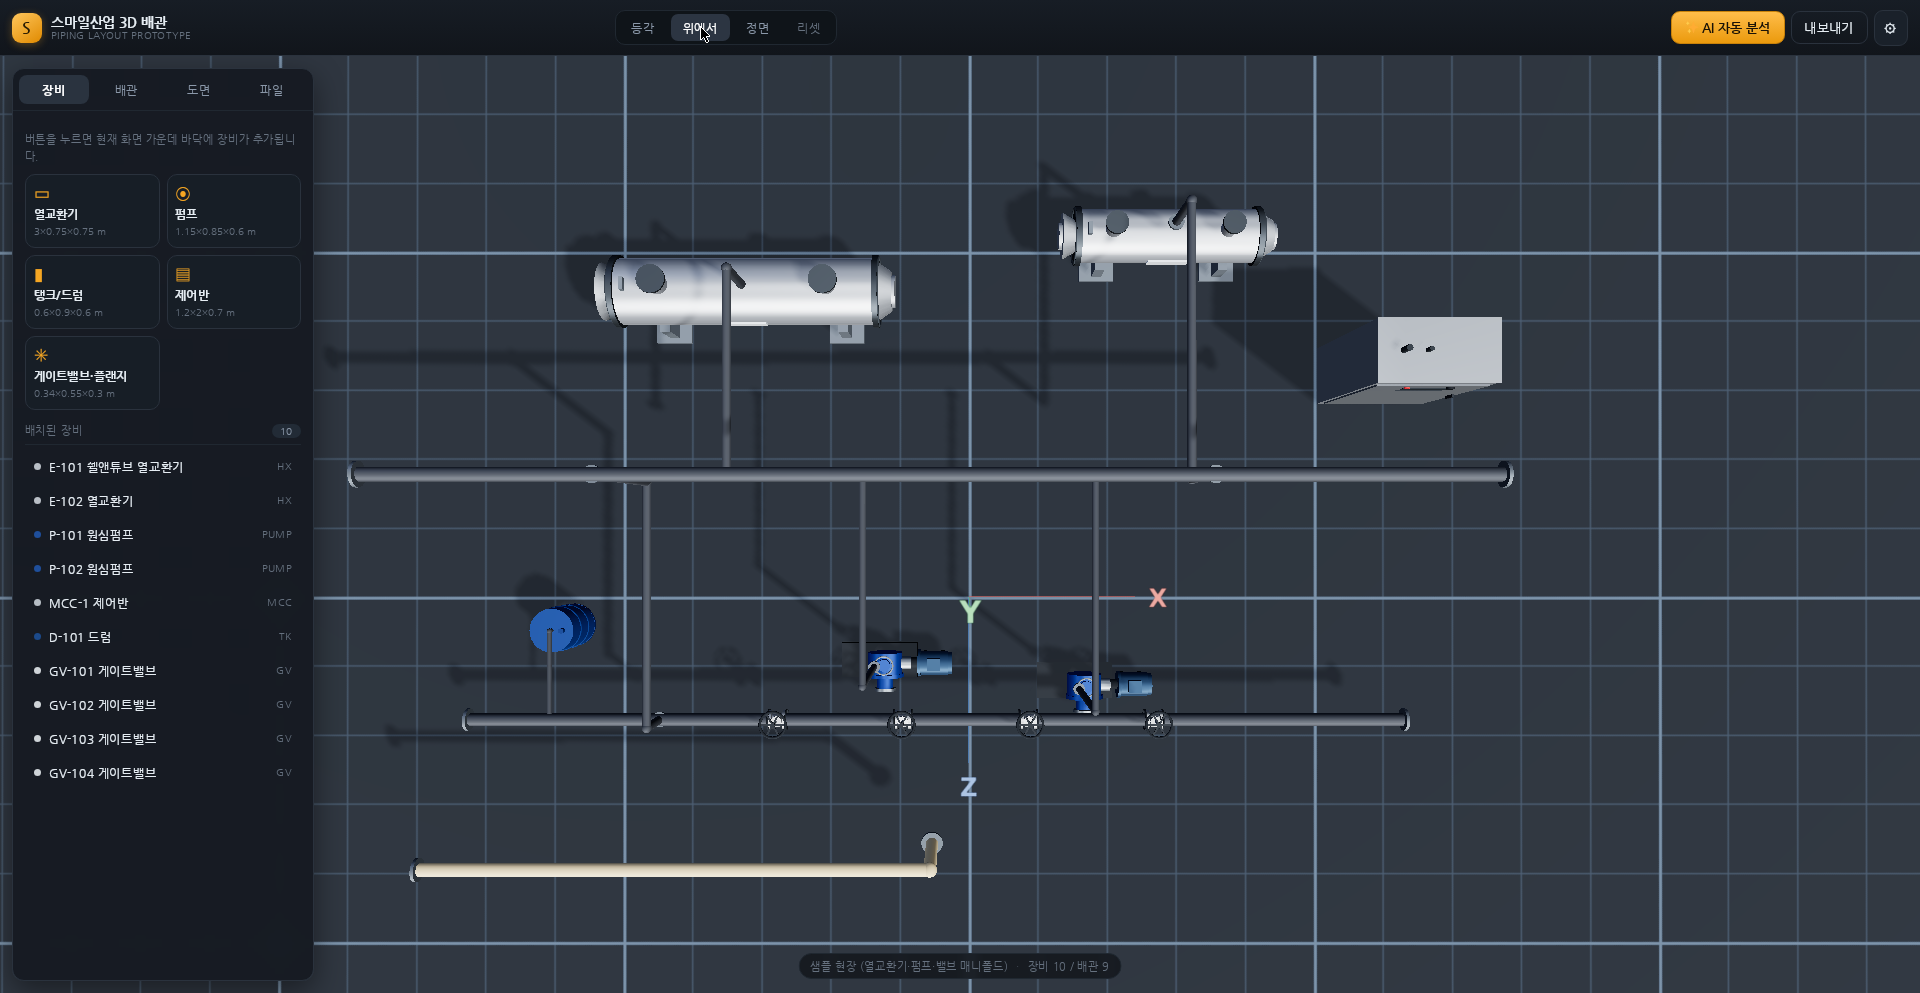 S
스마일산업 3D 배관
PIPING LAYOUT PROTOTYPE
등각 위에서 정면 리셋
AI 자동 분석 내보내기
장비 배관 도면 파일
버튼을 누르면 현재 화면 가운데 바닥에 장비가 추가됩니
다.
열교환기
3×0.75×0.75 m
펌프
1.15×0.85×0.6 m
탱크/드럼
0.6×0.9×0.6 m
제어반
1.2×2×0.7 m
게이트밸브·플랜지
0.34×0.55×0.3 m
배치된 장비 10
E-101 쉘앤튜브 열교환기 HX
E-102 열교환기 HX
P-101 원심펌프 PUMP
P-102 원심펌프 PUMP
MCC-1 제어반 MCC
D-101 드럼 TK
GV-101 게이트밸브 GV
GV-102 게이트밸브 GV
GV-103 게이트밸브 GV
GV-104 게이트밸브 GV
Y
X
Z
샘플 현장 (열교환기·펌프·밸브 매니폴드) · 장비 10 / 배관 9